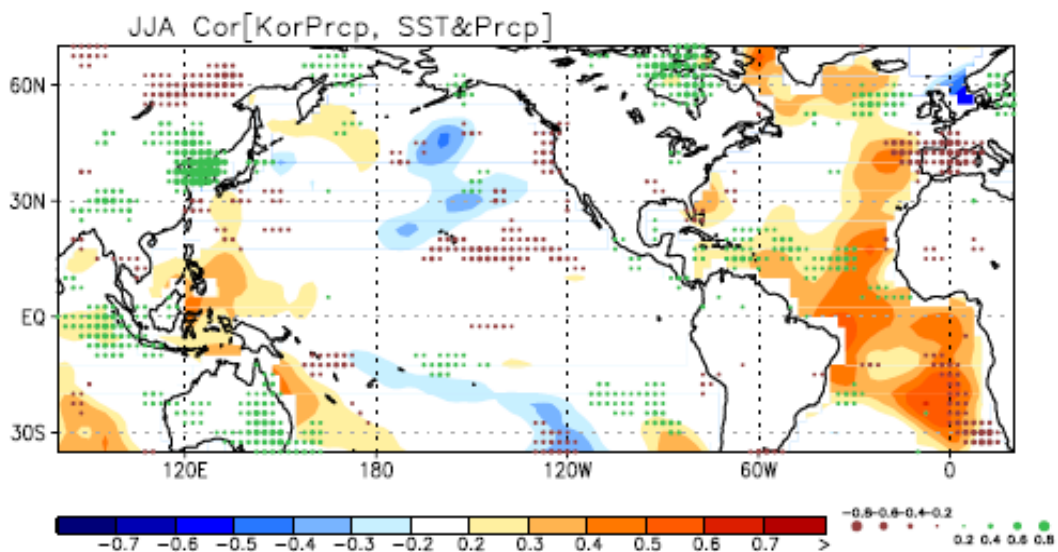 JJA Cor[KorPrcp, SST&Prcp]
60N
30N
EQ
30S
120E 180 120W 60W 0
-0.8-0.6-0.4-0.2
0.2 0.4 0.6 0.8
-0.7 -0.6 -0.5 -0.4 -0.3 -0.2 0.2 0.3 0.4 0.5 0.6 0.7 >